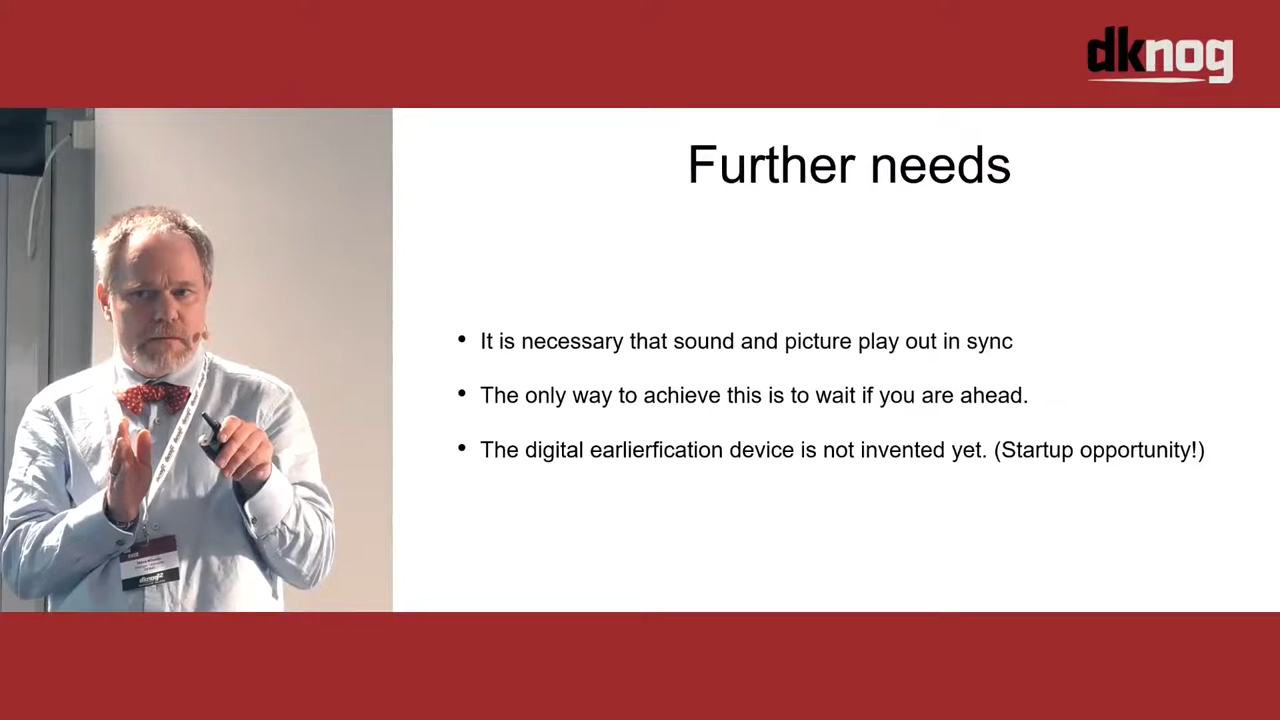 dknog
Further needs
• It is necessary that sound and picture play out in sync
• The only way to achieve this is to wait if you are ahead.
• The digital earlierfication device is not invented yet. (Startup opportunity!)
dknog